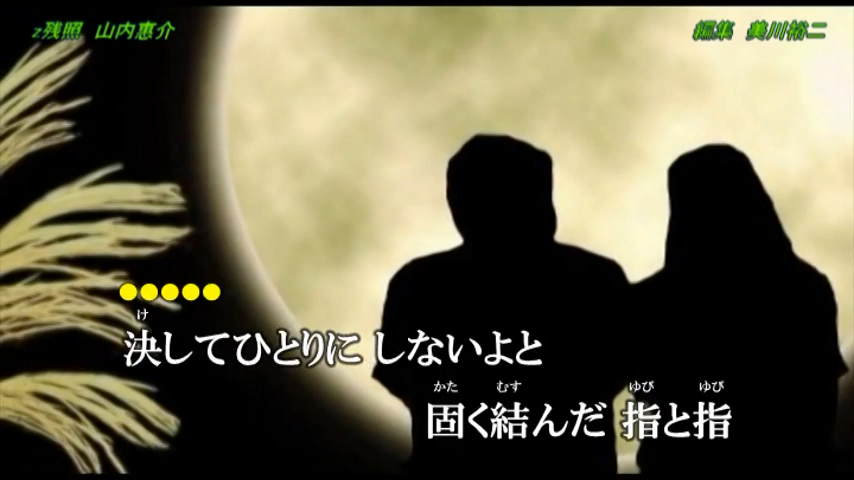 z残照 山内惠介
編集 美川裕二
け
決してひとりに しないよと
かた むす ゆび ゆび
固く結んだ 指と指